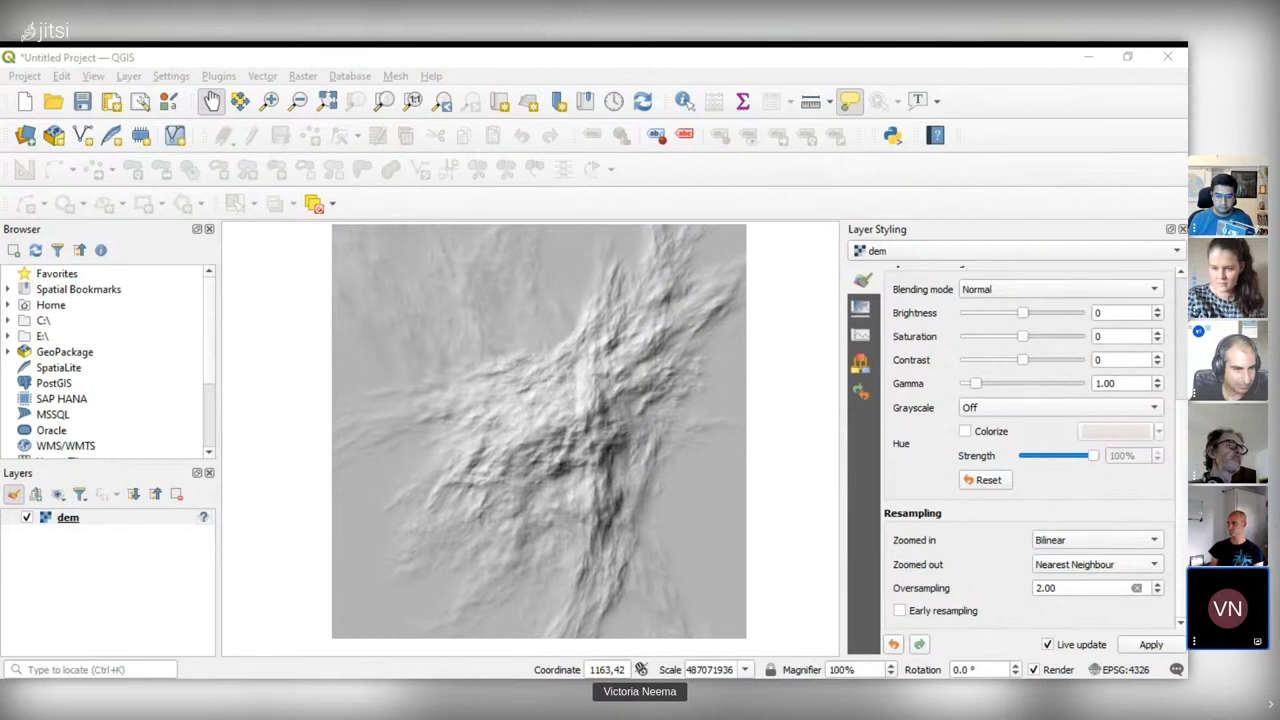 jitsi
*Untitled Project — QGIS
Project Edit View Layer Settings Plugins Vector Raster Database Mesh Help
Browser
Favorites
Spatial Bookmarks
Home
C:\
E:\
GeoPackage
SpatiaLite
PostGIS
SAP HANA
MSSQL
Oracle
WMS/WMTS
Layers
dem
Layer Styling
dem
Blending mode Normal
Brightness 0
Saturation 0
Contrast 0
Gamma 1.00
Grayscale Off
Hue Colorize
Strength 100%
Reset
Resampling
Zoomed in Bilinear
Zoomed out Nearest Neighbour
Oversampling 2.00
Early resampling
Live update Apply
Type to locate (Ctrl+K) Coordinate 1163,42 Scale 487071936 Magnifier 100% Rotation 0.0 ° Render EPSG:4326
VN
Victoria Neema